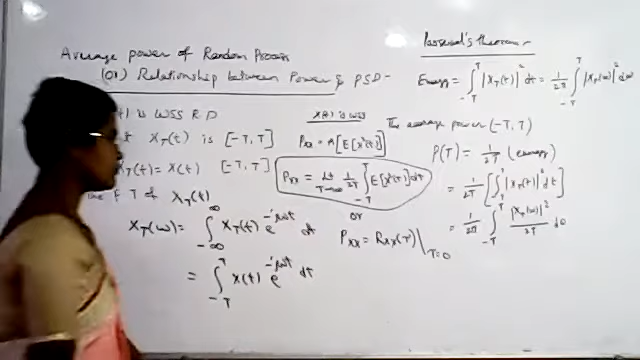 Average power of Random Process
(Or) Relationship between Power & PSD-
(t) is WSS R.P
X_T(t) is [-T, T]
X_T(t) = X(t) [-T, T]
F T of X_T(t)
X_T(ω) = ∫_{-∞}^{∞} X_T(t) e^{-jωt} dt
= ∫_{-T}^{T} X(t) e^{-jωt} dt
X(t) is WSS
P_XX = A[E[X²(t)]]
P_XX = Lt_{T→∞} 1/2T ∫_{-T}^{T} E[X²(t)] dt
or
P_XX = R_XX(τ)|_{τ=0}
Parseval's Theorem-
Energy = ∫_{-T}^{T} |X_T(t)|² dt = 1/2π ∫_{-T}^{T} |X_T(ω)|² dω
The average power (-T, T)
P(T) = 1/2T (energy)
= 1/2T [∫_{-T}^{T} |X_T(t)|² dt]
= 1/2π ∫_{-T}^{T} |X_T(ω)|²/2T dω